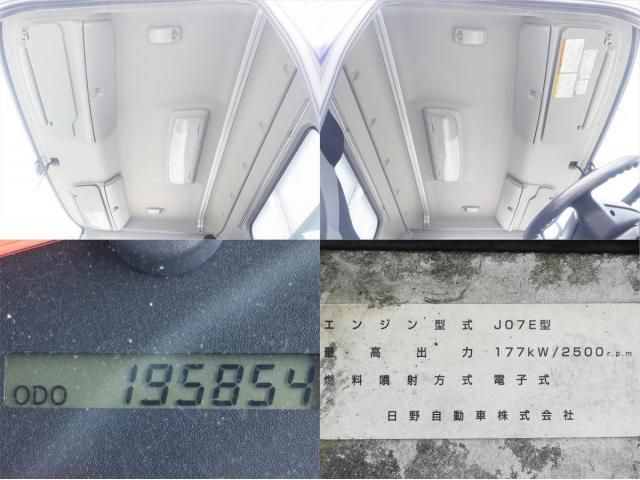 ODO 195854
エンジン型式 J07E型
最高出力 177kW/2500r.p.m
燃料噴射方式 電子式
日野自動車株式会社